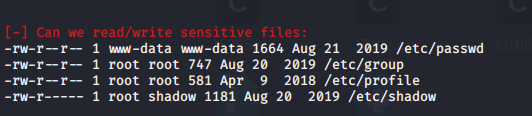 [-] Can we read/write sensitive files:
-rw-r--r-- 1 www-data www-data 1664 Aug 21  2019 /etc/passwd
-rw-r--r-- 1 root root 747 Aug 20  2019 /etc/group
-rw-r--r-- 1 root root 581 Apr  9  2018 /etc/profile
-rw-r----- 1 root shadow 1181 Aug 20  2019 /etc/shadow